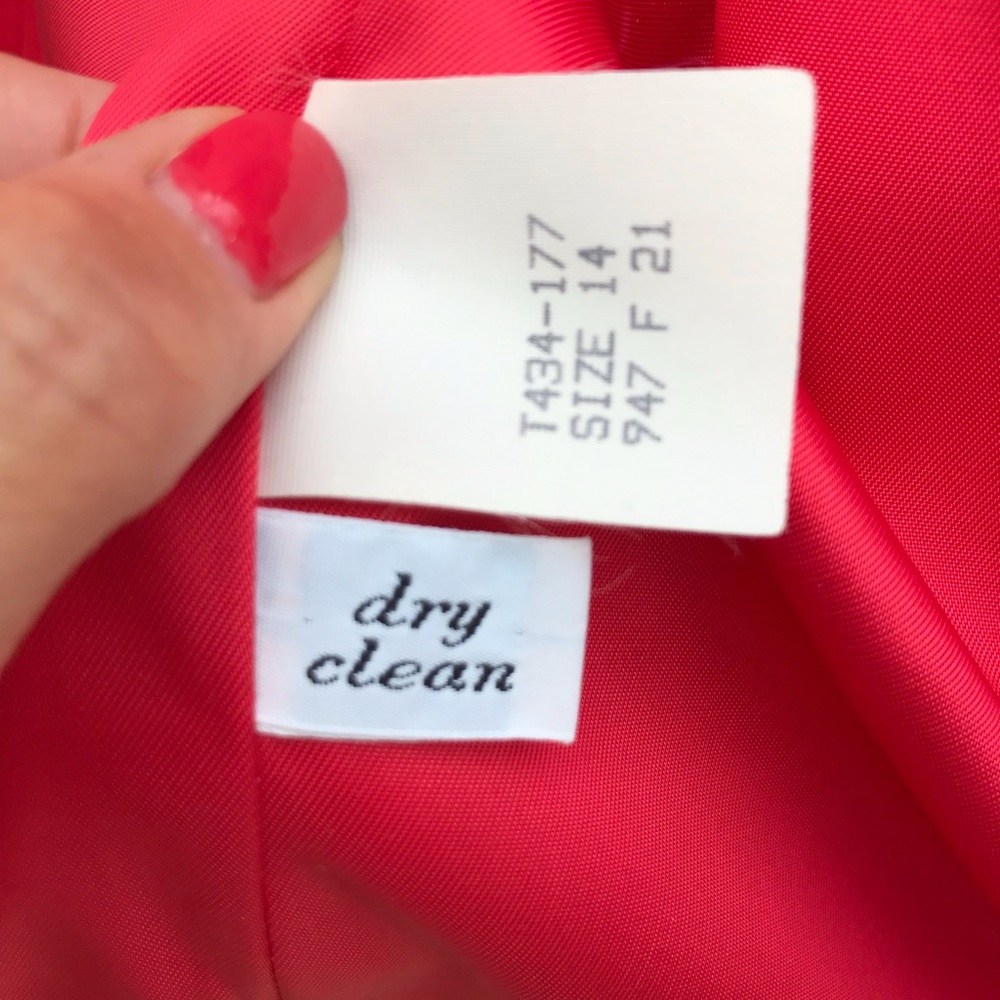 T434-177
SIZE 14
947 F 21
dry
clean